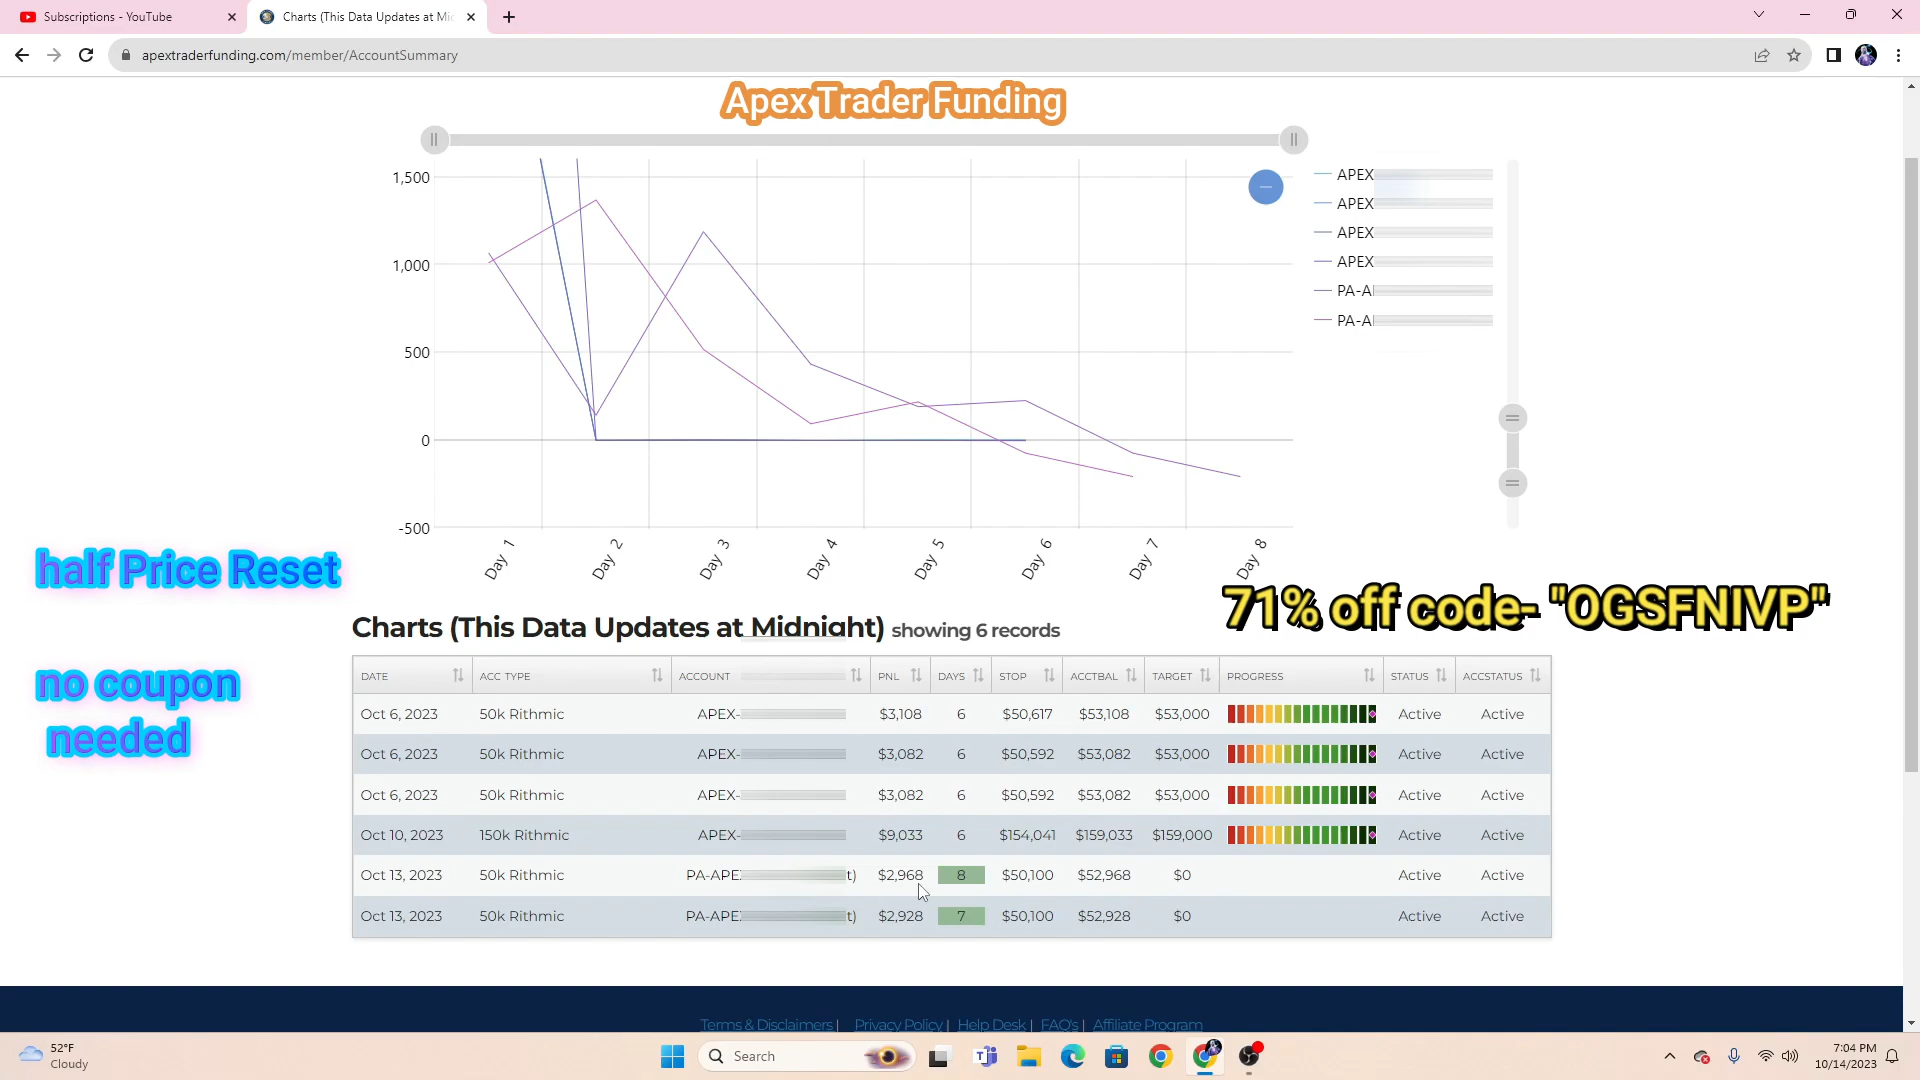 Subscriptions - YouTube
Charts (This Data Updates at Mi
apextraderfunding.com/member/AccountSummary
Apex Trader Funding
1,500
1,000
500
0
-500
Day 1
Day 2
Day 3
Day 4
Day 5
Day 6
Day 7
Day 8
APEX
APEX
APEX
APEX
PA-A
PA-A
half Price Reset
no coupon
needed
71% off code- "OGSFNIVP"
Charts (This Data Updates at Midnight) showing 6 records
DATE ACC TYPE ACCOUNT PNL DAYS STOP ACCTBAL TARGET PROGRESS STATUS ACCSTATUS
Oct 6, 2023 50k Rithmic APEX- $3,108 6 $50,617 $53,108 $53,000 Active Active
Oct 6, 2023 50k Rithmic APEX- $3,082 6 $50,592 $53,082 $53,000 Active Active
Oct 6, 2023 50k Rithmic APEX- $3,082 6 $50,592 $53,082 $53,000 Active Active
Oct 10, 2023 150k Rithmic APEX- $9,033 6 $154,041 $159,033 $159,000 Active Active
Oct 13, 2023 50k Rithmic PA-APE t) $2,968 8 $50,100 $52,968 $0 Active Active
Oct 13, 2023 50k Rithmic PA-APE t) $2,928 7 $50,100 $52,928 $0 Active Active
Terms & Disclaimers | Privacy Policy | Help Desk | FAQ's | Affiliate Program
52°F
Cloudy
Search
7:04 PM
10/14/2023